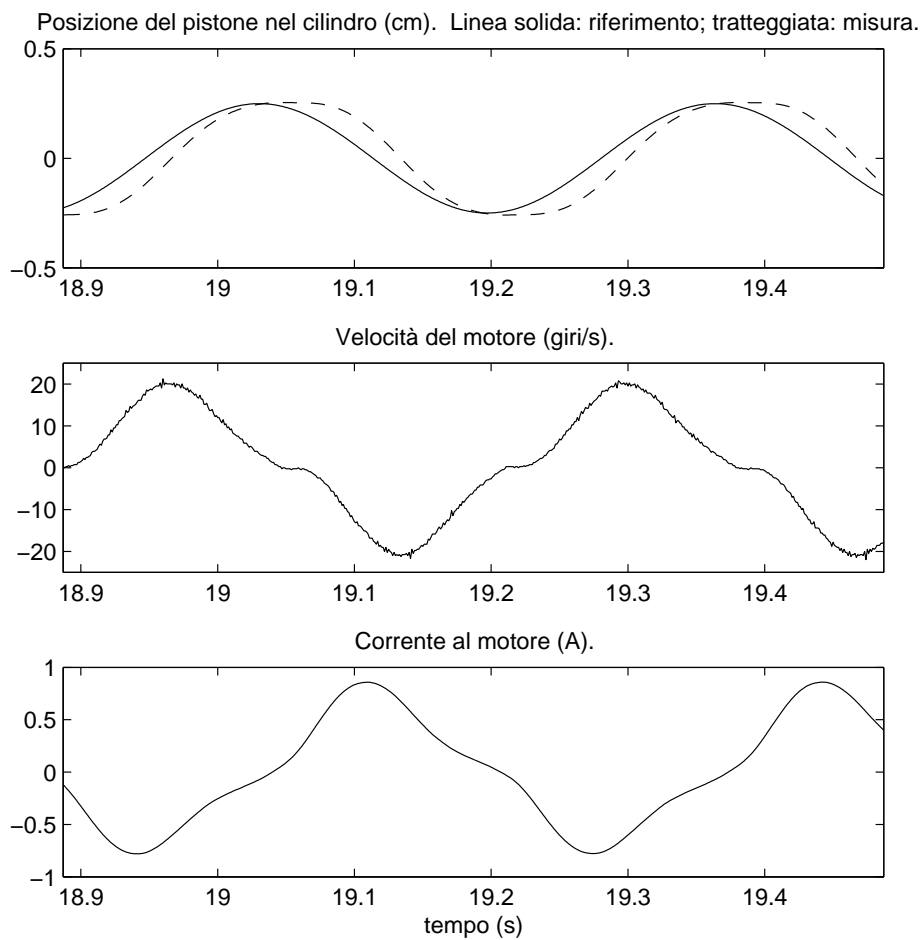 Posizione del pistone nel cilindro (cm).  Linea solida: riferimento; tratteggiata: misura.
0.5
0
−0.5
18.9 19 19.1 19.2 19.3 19.4
Velocità del motore (giri/s).
20
10
0
−10
−20
18.9 19 19.1 19.2 19.3 19.4
Corrente al motore (A).
1
0.5
0
−0.5
−1
18.9 19 19.1 19.2 19.3 19.4
tempo (s)